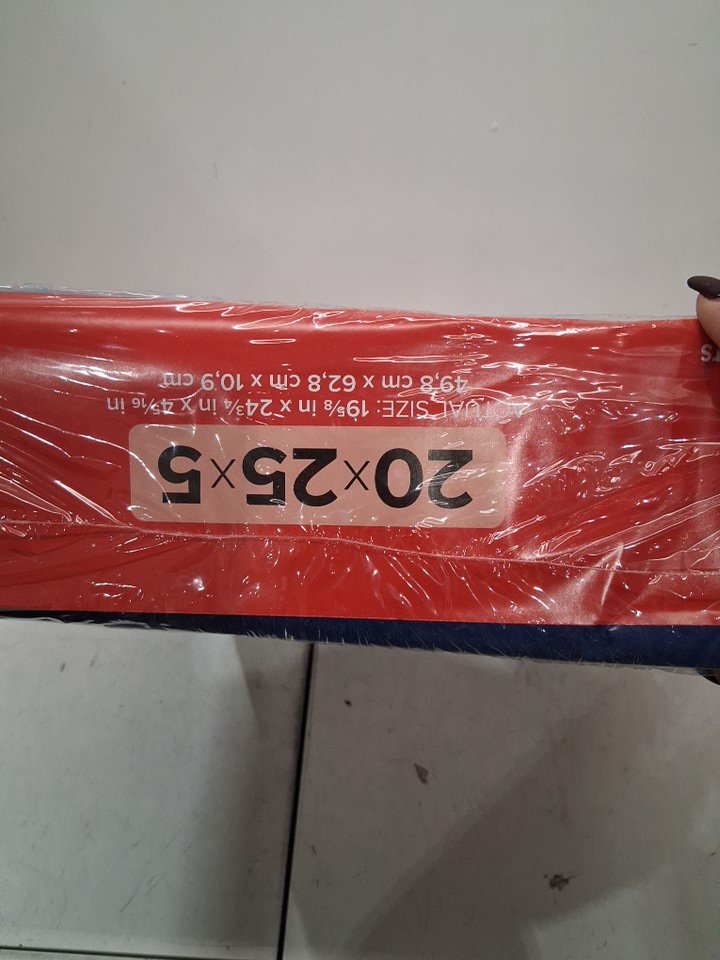 20x25x5
ACTUAL SIZE: 19⅝ in x 24¾ in x 4⁵⁄₁₆ in
49,8 cm x 62,8 cm x 10,9 cm